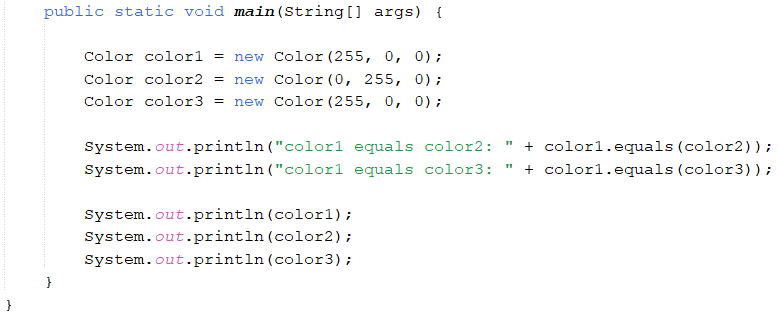 public static void main(String[] args) {
Color color1 = new Color(255, 0, 0);
Color color2 = new Color(0, 255, 0);
Color color3 = new Color(255, 0, 0);
System.out.println("color1 equals color2: " + color1.equals(color2));
System.out.println("color1 equals color3: " + color1.equals(color3));
System.out.println(color1);
System.out.println(color2);
System.out.println(color3);
}
}